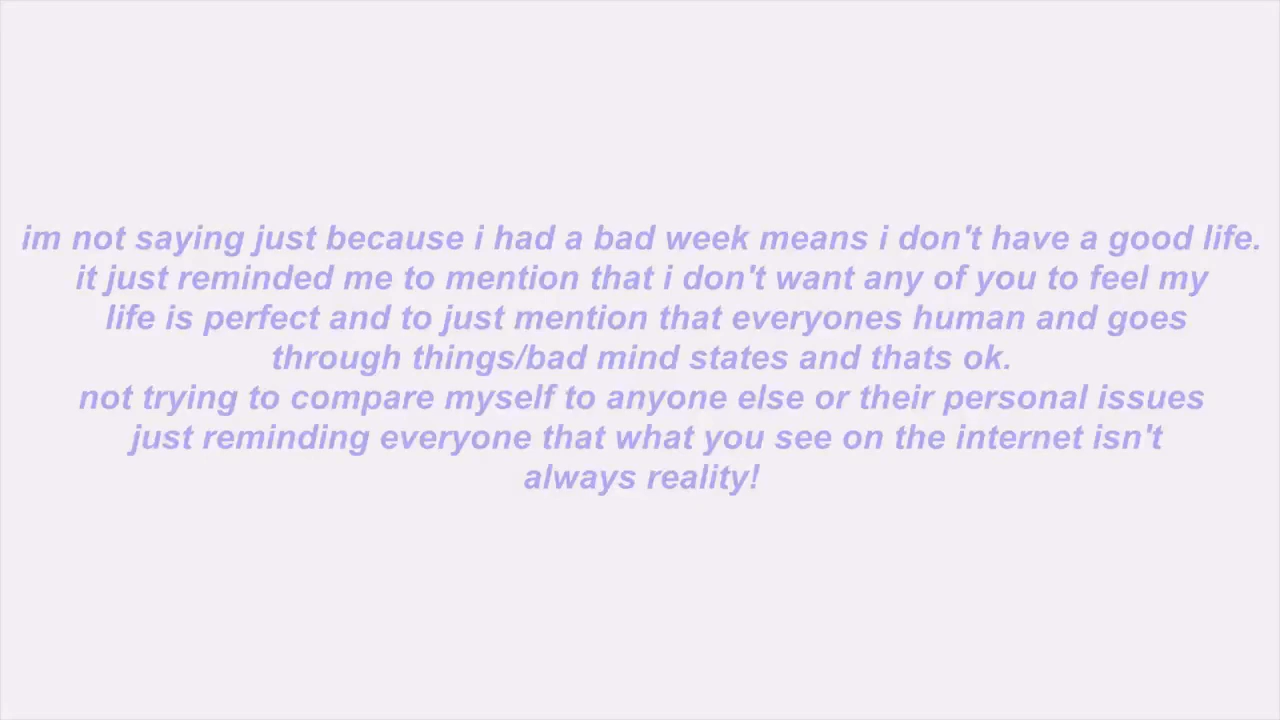 im not saying just because i had a bad week means i don't have a good life.
it just reminded me to mention that i don't want any of you to feel my
life is perfect and to just mention that everyones human and goes
through things/bad mind states and thats ok.
not trying to compare myself to anyone else or their personal issues
just reminding everyone that what you see on the internet isn't
always reality!